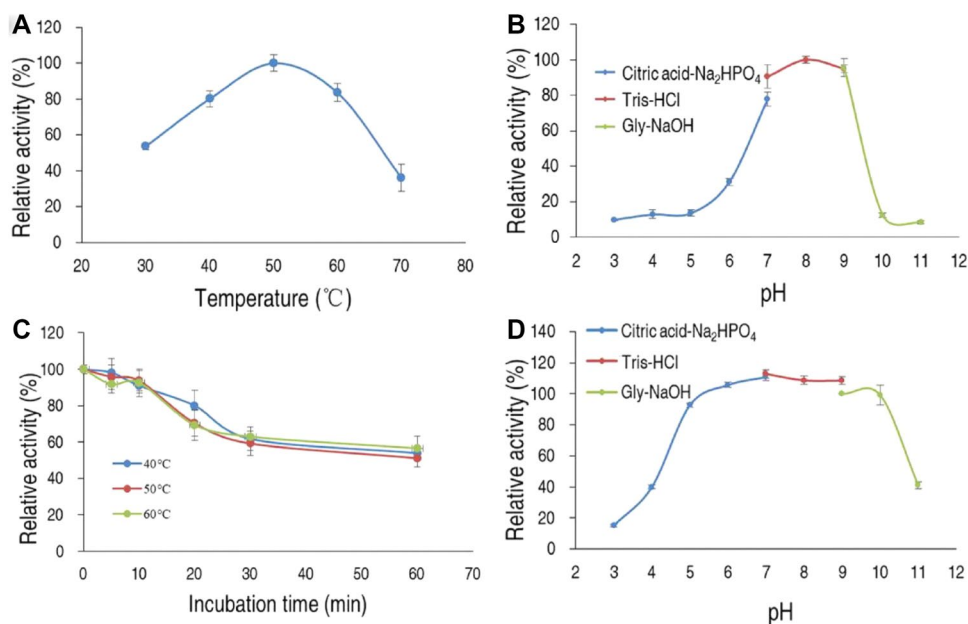 A
Relative activity (%)
120
100
80
60
40
20
0
20 30 40 50 60 70 80
Temperature (℃)
B
Relative activity (%)
120
100
80
60
40
20
0
Citric acid-Na₂HPO₄
Tris-HCl
Gly-NaOH
2 3 4 5 6 7 8 9 10 11 12
pH
C
Relative activity (%)
120
100
80
60
40
20
0
40°C
50°C
60°C
0 10 20 30 40 50 60 70
Incubation time (min)
D
Relative activity (%)
140
120
100
80
60
40
20
0
Citric acid-Na₂HPO₄
Tris-HCl
Gly-NaOH
2 3 4 5 6 7 8 9 10 11 12
pH